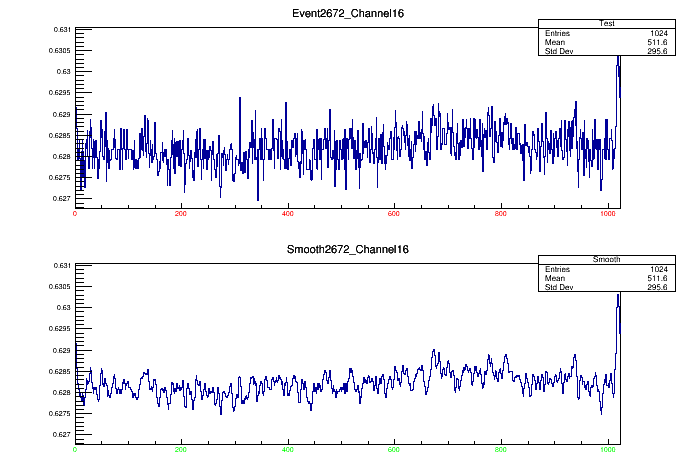 Event2672_Channel16
Test
Entries 1024
Mean 511.6
Std Dev 295.6
0.631
0.6305
0.63
0.6295
0.629
0.6285
0.628
0.6275
0.627
0 200 400 600 800 1000
Smooth2672_Channel16
Smooth
Entries 1024
Mean 511.6
Std Dev 295.6
0.631
0.6305
0.63
0.6295
0.629
0.6285
0.628
0.6275
0.627
0 200 400 600 800 1000